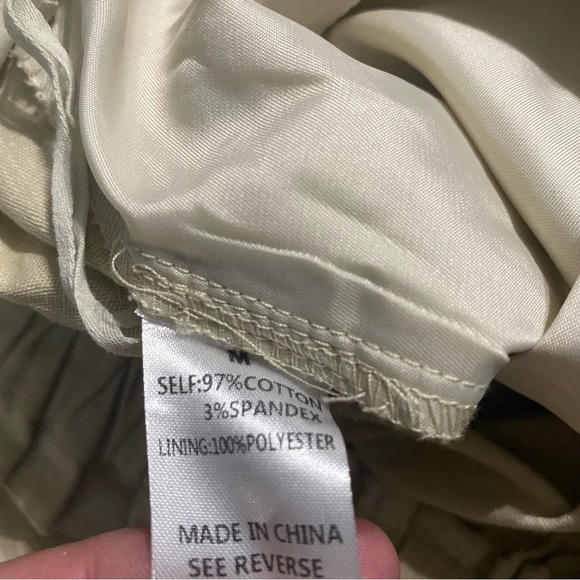 M
SELF:97%COTTON
3%SPANDEX
LINING:100%POLYESTER
MADE IN CHINA
SEE REVERSE